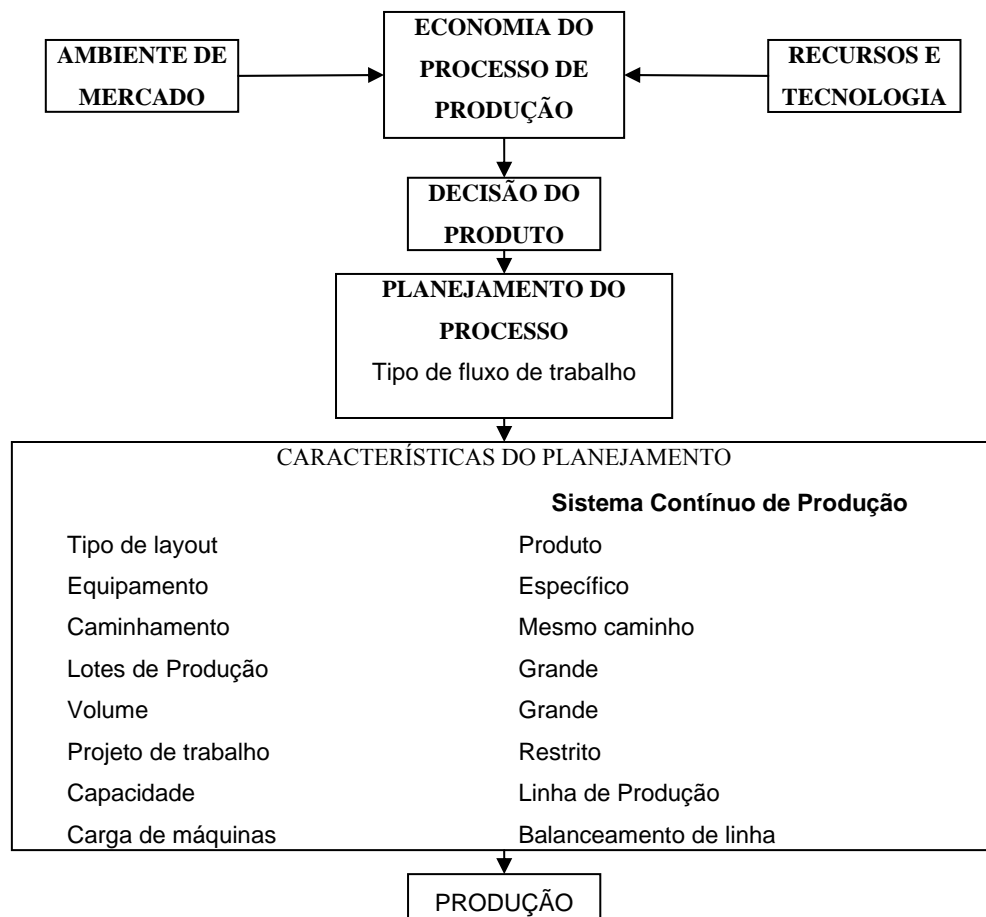 AMBIENTE DE
MERCADO
ECONOMIA DO
PROCESSO DE
PRODUÇÃO
RECURSOS E
TECNOLOGIA
DECISÃO DO
PRODUTO
PLANEJAMENTO DO
PROCESSO
Tipo de fluxo de trabalho
CARACTERÍSTICAS DO PLANEJAMENTO
Sistema Contínuo de Produção
Tipo de layout Produto
Equipamento Específico
Caminhamento Mesmo caminho
Lotes de Produção Grande
Volume Grande
Projeto de trabalho Restrito
Capacidade Linha de Produção
Carga de máquinas Balanceamento de linha
PRODUÇÃO